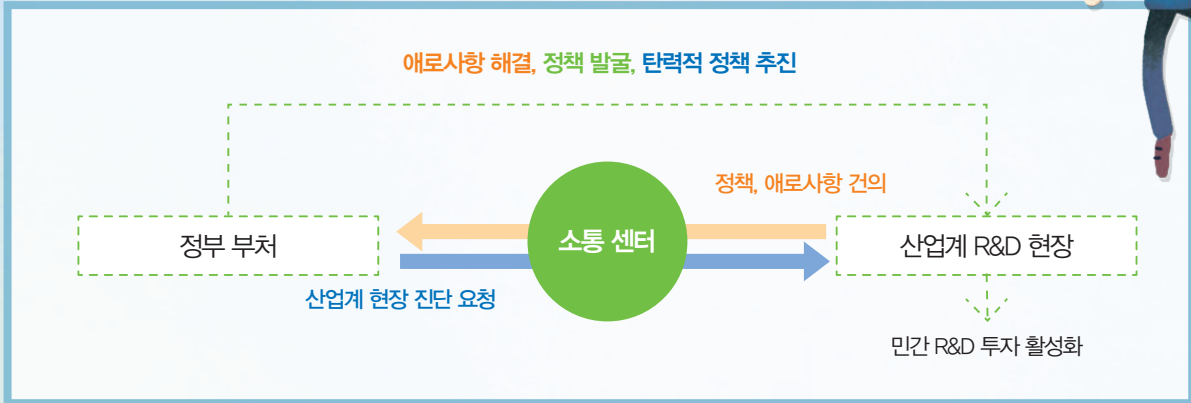 애로사항 해결, 정책 발굴, 탄력적 정책 추진
정책, 애로사항 건의
정부 부처
소통 센터
산업계 R&D 현장
산업계 현장 진단 요청
민간 R&D 투자 활성화